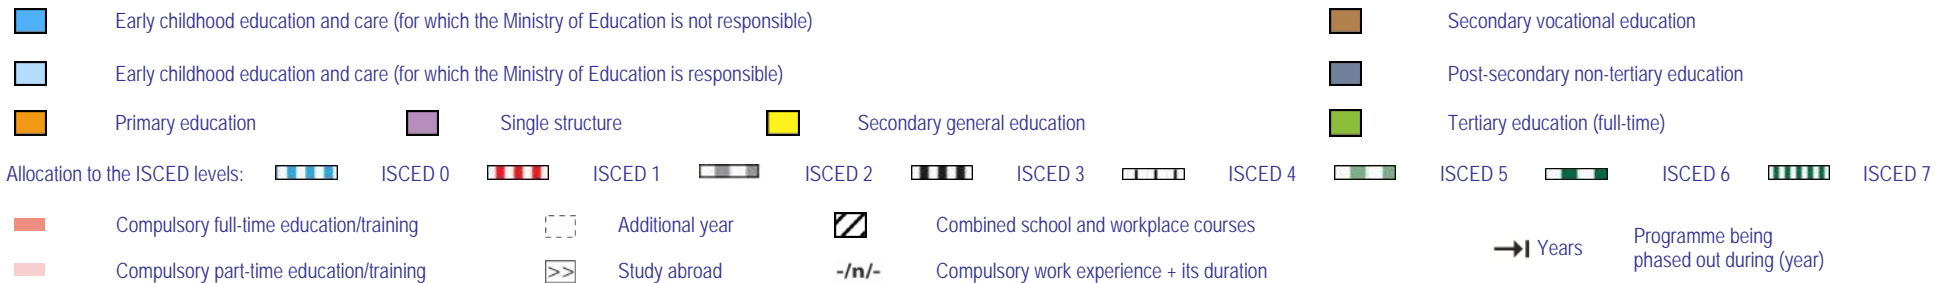 Early childhood education and care (for which the Ministry of Education is not responsible)
Secondary vocational education
Early childhood education and care (for which the Ministry of Education is responsible)
Post-secondary non-tertiary education
Primary education
Single structure
Secondary general education
Tertiary education (full-time)
Allocation to the ISCED levels:
ISCED 0
ISCED 1
ISCED 2
ISCED 3
ISCED 4
ISCED 5
ISCED 6
ISCED 7
Compulsory full-time education/training
Additional year
Combined school and workplace courses
Years
Programme being
phased out during (year)
Compulsory part-time education/training
>>
Study abroad
-/n/-
Compulsory work experience + its duration